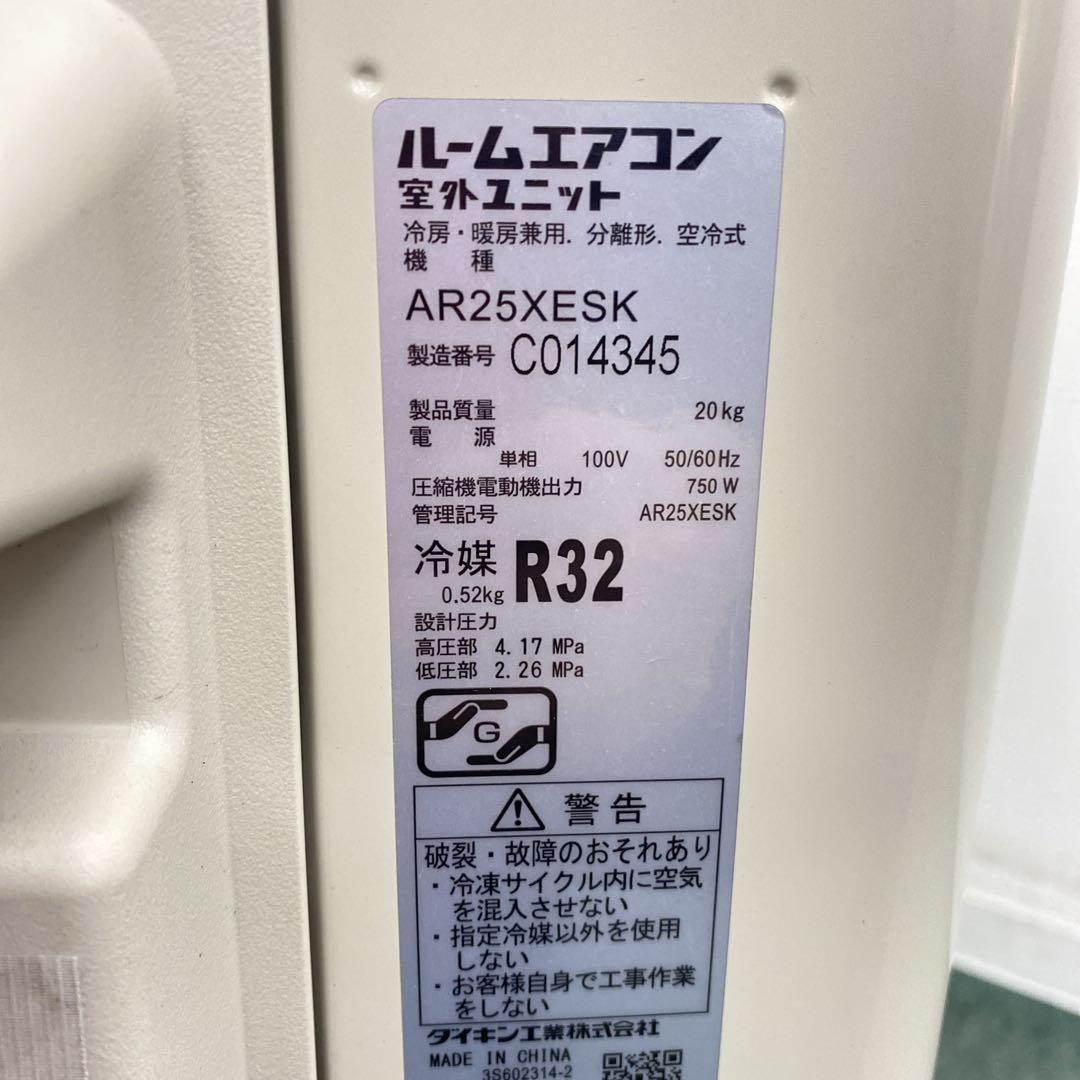 ルームエアコン
室外ユニット
冷房・暖房兼用. 分離形. 空冷式
機 種
AR25XESK
製造番号 C014345
製品質量 20kg
電 源
単相 100V 50/60Hz
圧縮機電動機出力 750W
管理記号 AR25XESK
冷媒 R32
0.52kg
設計圧力
高圧部 4.17 MPa
低圧部 2.26 MPa
G
警告
破裂・故障のおそれあり
・冷凍サイクル内に空気
を混入させない
・指定冷媒以外を使用
しない
・お客様自身で工事作業
をしない
ダイキン工業株式会社
MADE IN CHINA
3S602314-2